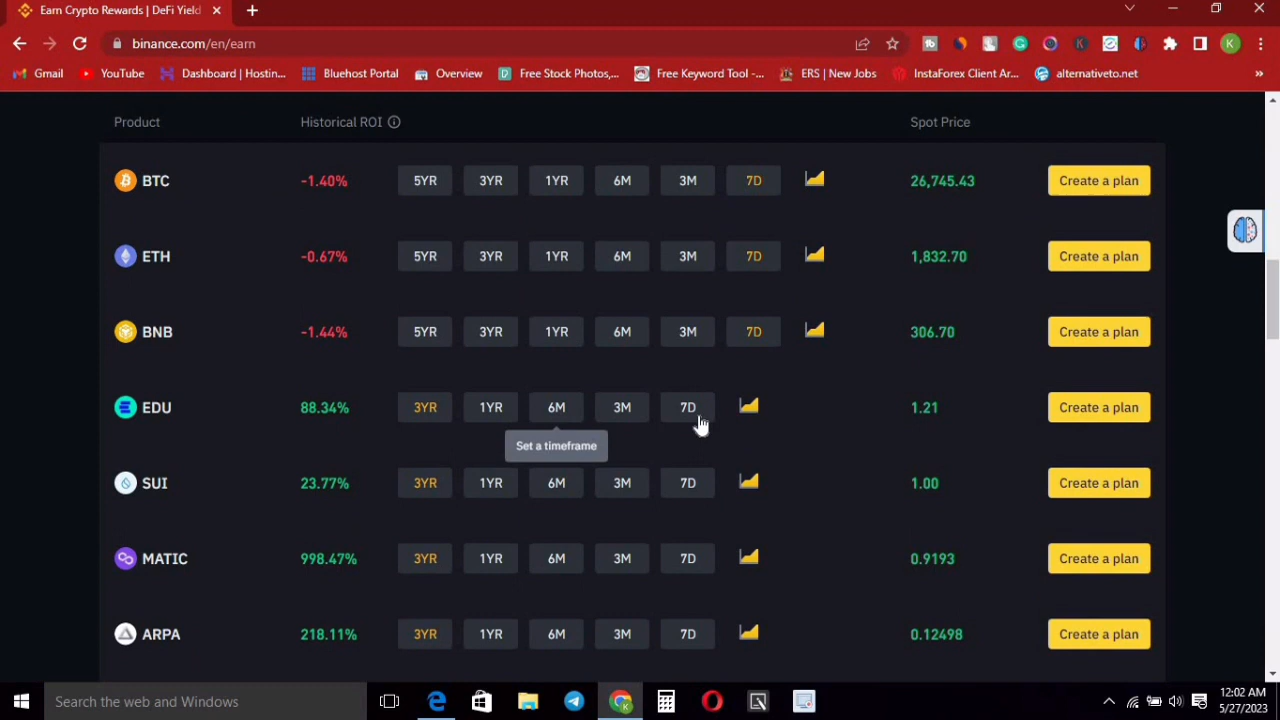 Earn Crypto Rewards | DeFi Yield
binance.com/en/earn
K
Gmail YouTube Dashboard | Hostin... Bluehost Portal Overview Free Stock Photos,... Free Keyword Tool -... ERS | New Jobs InstaForex Client Ar... alternativeto.net »
Product Historical ROI Spot Price
BTC -1.40% 5YR 3YR 1YR 6M 3M 7D 26,745.43 Create a plan
ETH -0.67% 5YR 3YR 1YR 6M 3M 7D 1,832.70 Create a plan
BNB -1.44% 5YR 3YR 1YR 6M 3M 7D 306.70 Create a plan
EDU 88.34% 3YR 1YR 6M 3M 7D 1.21 Create a plan
Set a timeframe
SUI 23.77% 3YR 1YR 6M 3M 7D 1.00 Create a plan
MATIC 998.47% 3YR 1YR 6M 3M 7D 0.9193 Create a plan
ARPA 218.11% 3YR 1YR 6M 3M 7D 0.12498 Create a plan
Search the web and Windows
12:02 AM
5/27/2023